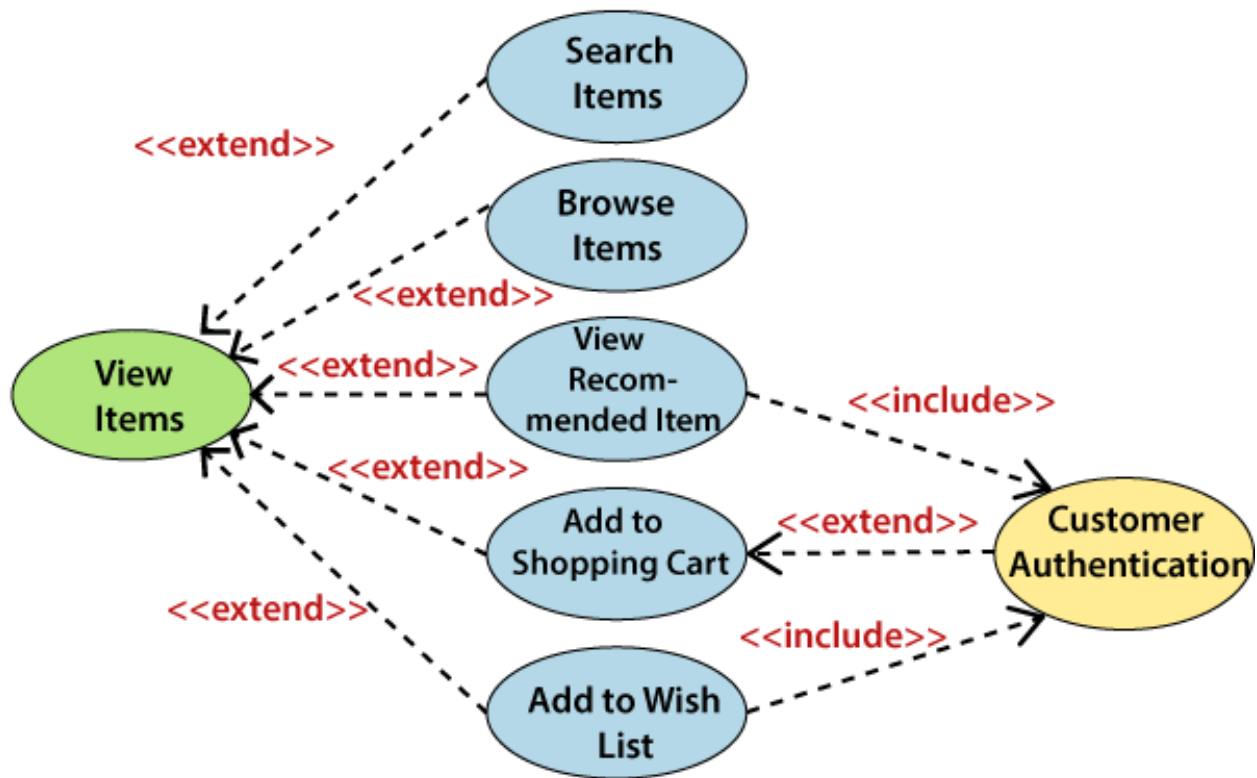 Search
Items
<<extend>>
Browse
Items
<<extend>>
View
Recom-
mended Item
<<extend>>
View
Items
<<include>>
<<extend>>
Add to
Shopping Cart
<<extend>>
Customer
Authentication
<<extend>>
<<include>>
Add to Wish
List